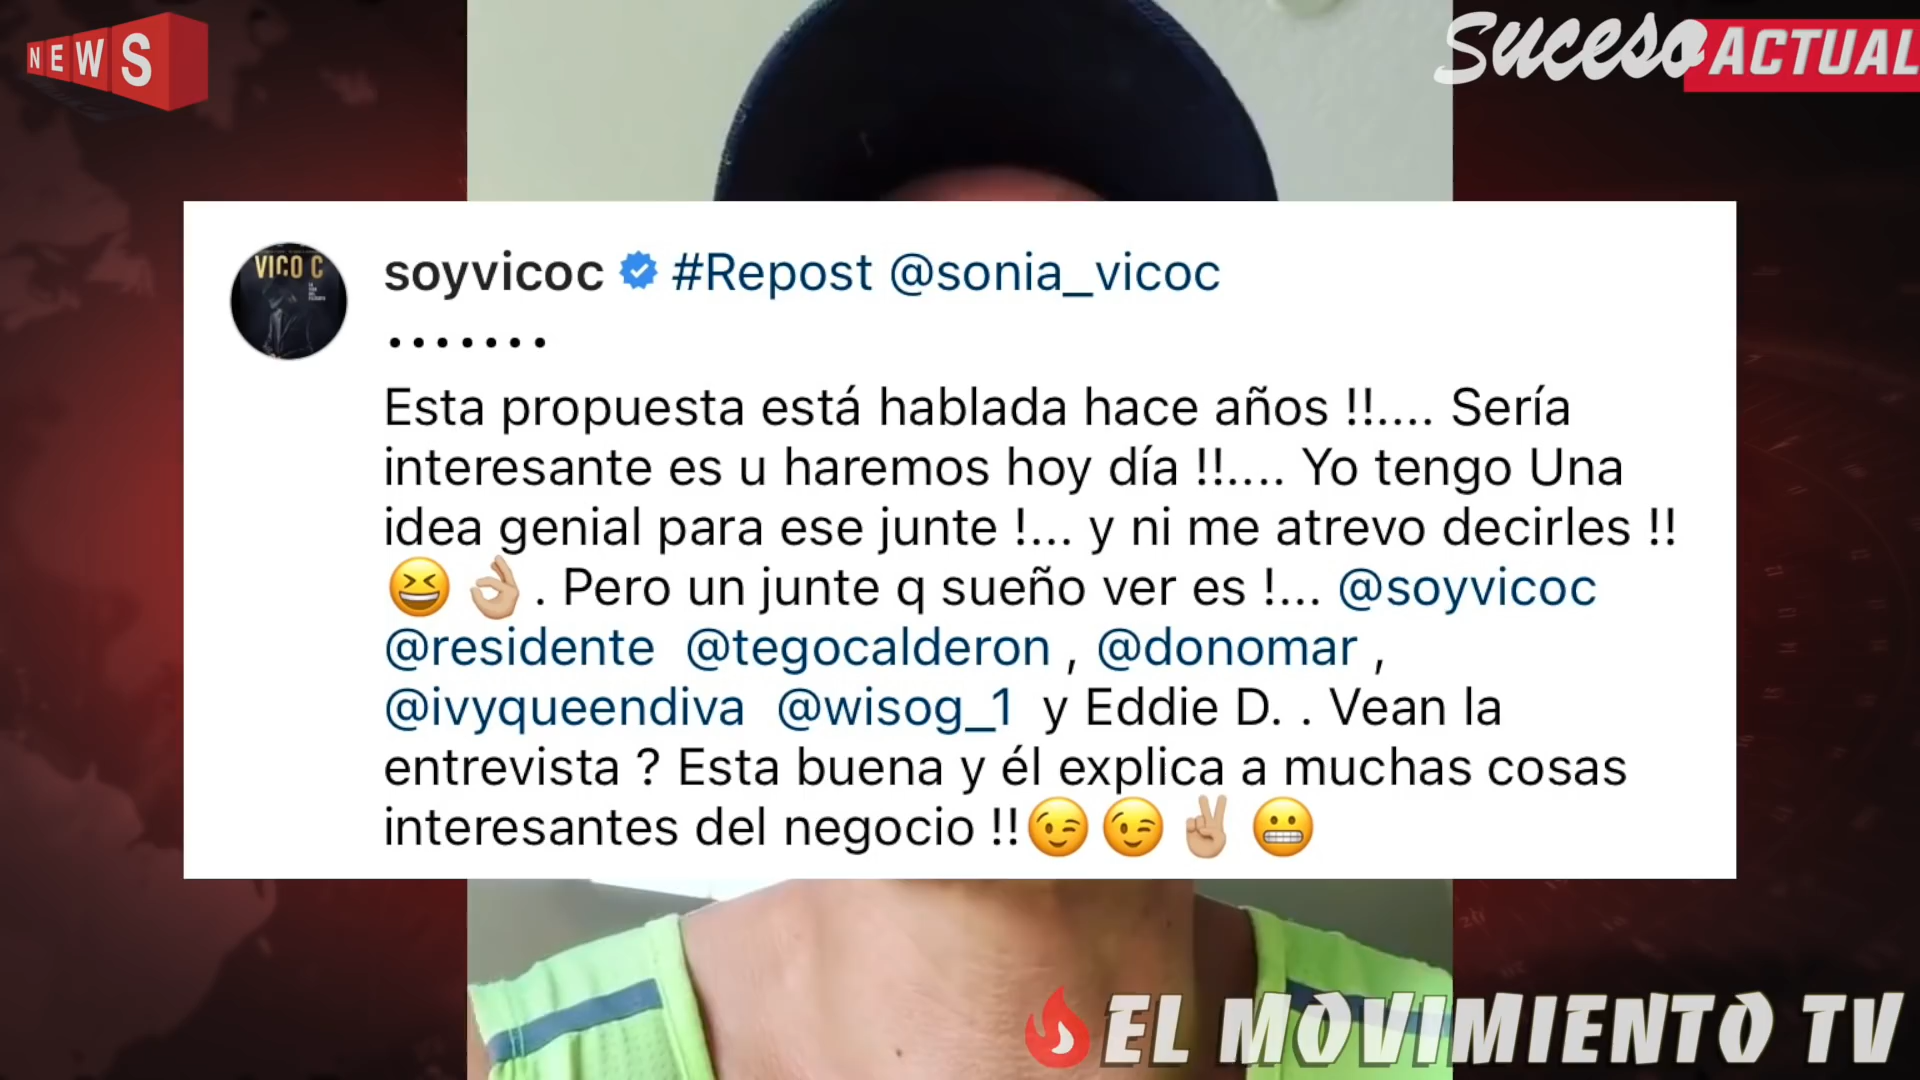 NEWS
Suceso ACTUAL
VICO C
soyvicoc #Repost @sonia_vicoc
.......
Esta propuesta está hablada hace años !!.... Sería
interesante es u haremos hoy día !!.... Yo tengo Una
idea genial para ese junte !... y ni me atrevo decirles !!
😆👌🏼. Pero un junte q sueño ver es !... @soyvicoc
@residente @tegocalderon , @donomar ,
@ivyqueendiva @wisog_1 y Eddie D. . Vean la
entrevista ? Esta buena y él explica a muchas cosas
interesantes del negocio !!😉😉✌🏼😬
EL MOVIMIENTO TV